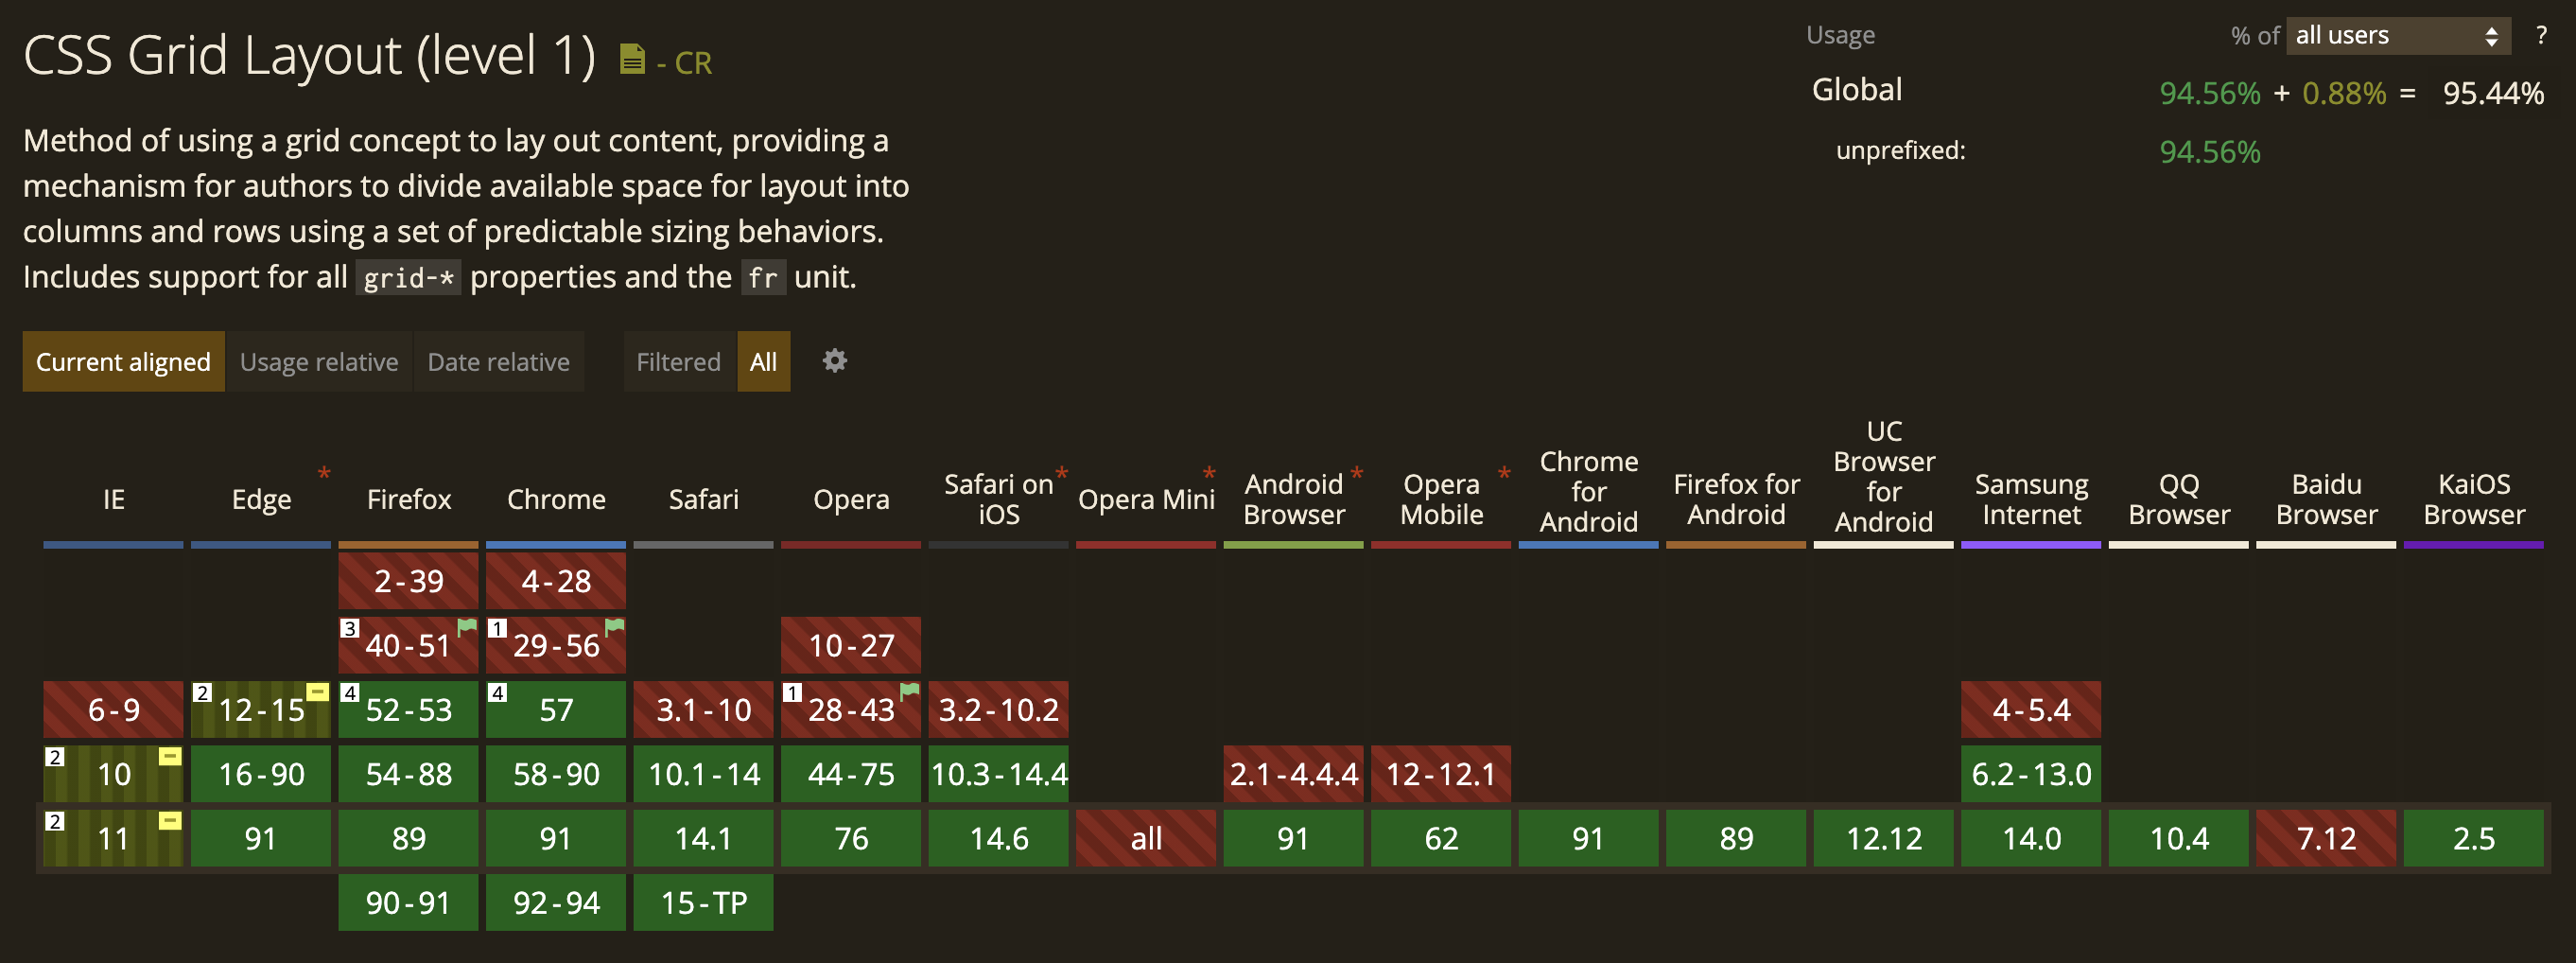 CSS Grid Layout (level 1) - CR
Usage % of all users ?
Global 94.56% + 0.88% = 95.44%
unprefixed: 94.56%
Method of using a grid concept to lay out content, providing a
mechanism for authors to divide available space for layout into
columns and rows using a set of predictable sizing behaviors.
Includes support for all grid-* properties and the fr unit.
Current aligned Usage relative Date relative Filtered All
IE
Edge *
Firefox
Chrome
Safari
Opera
Safari on *
iOS
Opera Mini *
Android *
Browser
Opera *
Mobile
Chrome
for
Android
Firefox for
Android
UC
Browser
for
Android
Samsung
Internet
QQ
Browser
Baidu
Browser
KaiOS
Browser
2-39 4-28
3 40-51 1 29-56 10-27
6-9 2 12-15 4 52-53 4 57 3.1-10 1 28-43 3.2-10.2 4-5.4
2 10 16-90 54-88 58-90 10.1-14 44-75 10.3-14.4 2.1-4.4.4 12-12.1 6.2-13.0
2 11 91 89 91 14.1 76 14.6 all 91 62 91 89 12.12 14.0 10.4 7.12 2.5
90-91 92-94 15-TP